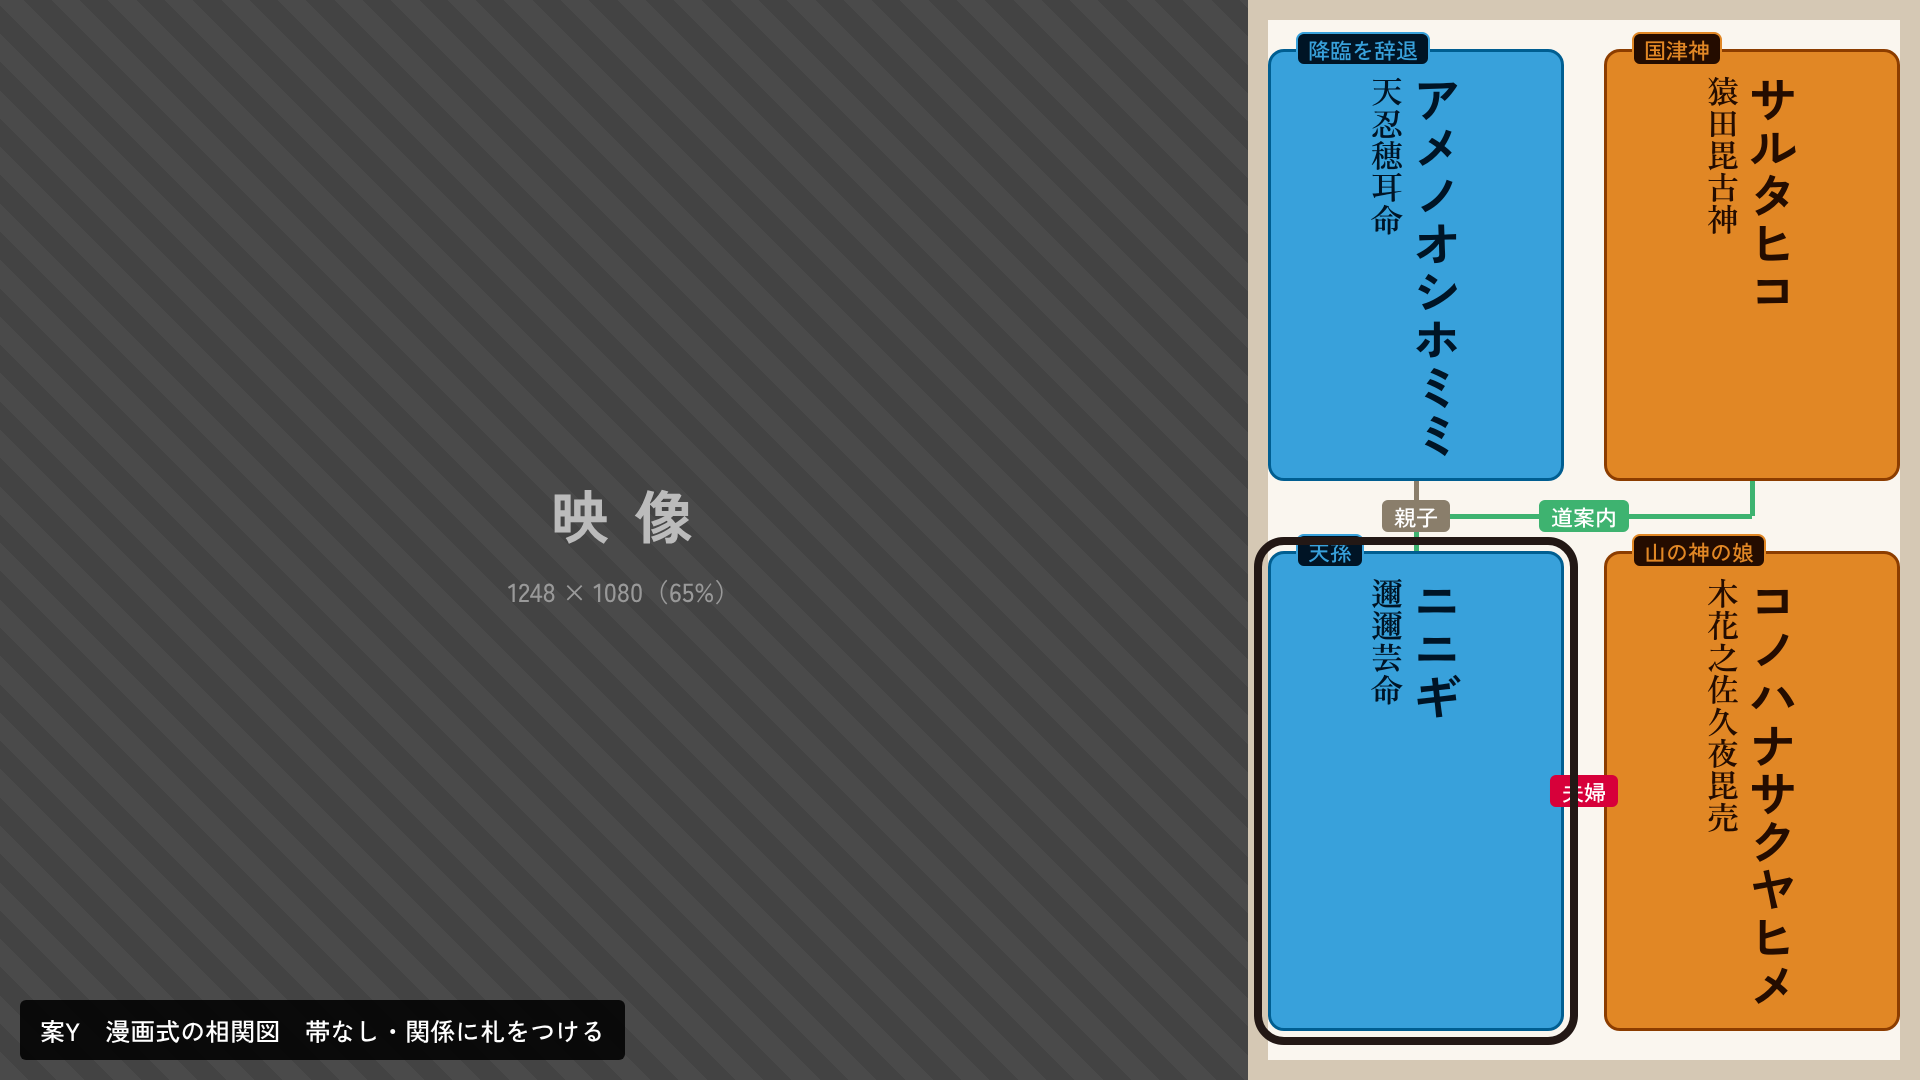 映像
1248 × 1080（65%）
案Y　漫画式の相関図　帯なし・関係に札をつける
降臨を辞退
アメノオシホミミ
天忍穂耳命
国津神
サルタヒコ
猿田毘古神
親子
道案内
天孫
ニニギ
邇邇芸命
夫婦
山の神の娘
コノハナサクヤヒメ
木花之佐久夜毘売